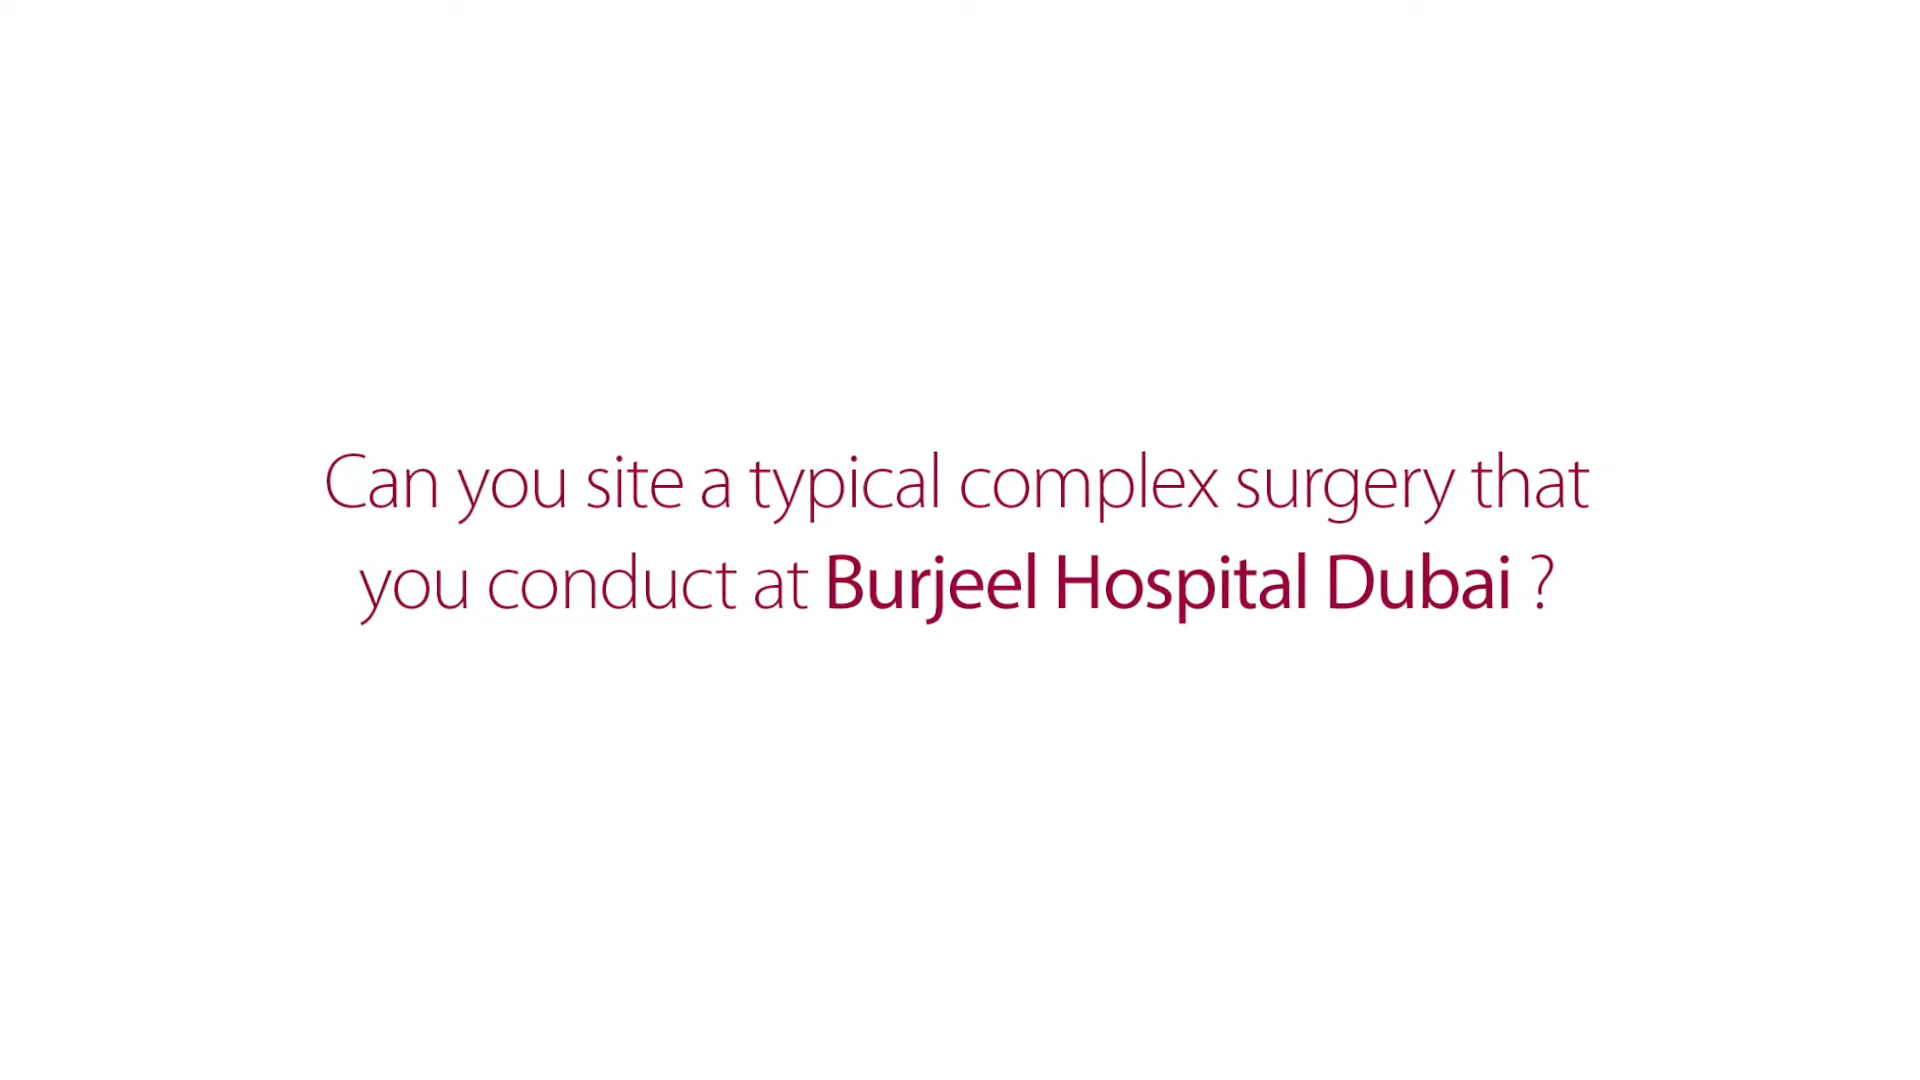 Can you site a typical complex surgery that
you conduct at Burjeel Hospital Dubai ?